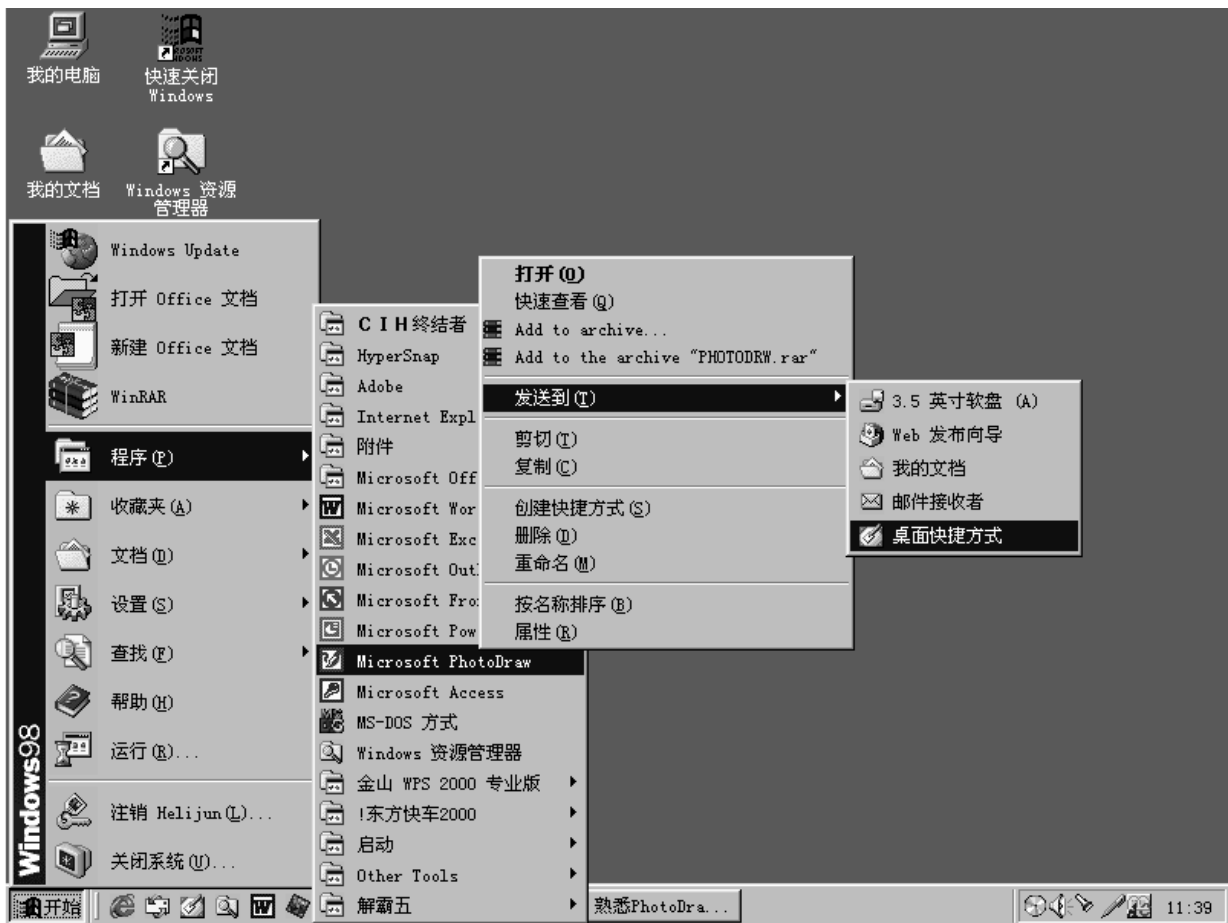 我的电脑
快速关闭
Windows
我的文档
Windows 资源
管理器
Windows Update
打开 Office 文档
新建 Office 文档
WinRAR
程序(P)
收藏夹(A)
文档(D)
设置(S)
查找(F)
帮助(H)
运行(R)...
注销 Helijun(L)...
关闭系统(U)...
Windows98
ＣＩＨ终结者
HyperSnap
Adobe
Internet Expl
附件
Microsoft Off
Microsoft Wor
Microsoft Exc
Microsoft Out
Microsoft Fro
Microsoft Pow
Microsoft PhotoDraw
Microsoft Access
MS-DOS 方式
Windows 资源管理器
金山 WPS 2000 专业版
!东方快车2000
启动
Other Tools
解霸五
打开(O)
快速查看(Q)
Add to archive...
Add to the archive "PHOTODRW.rar"
发送到(T)
剪切(T)
复制(C)
创建快捷方式(S)
删除(D)
重命名(M)
按名称排序(B)
属性(R)
3.5 英寸软盘 (A)
Web 发布向导
我的文档
邮件接收者
桌面快捷方式
开始
熟悉PhotoDra...
11:39